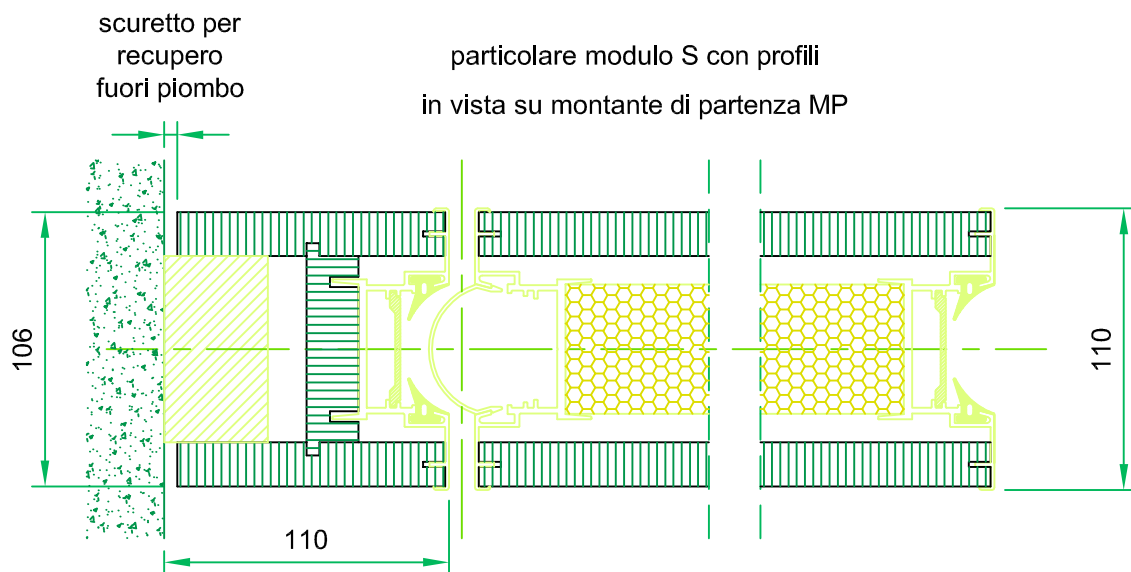 scuretto per
recupero
fuori piombo
particolare modulo S con profili
in vista su montante di partenza MP
106
110
110